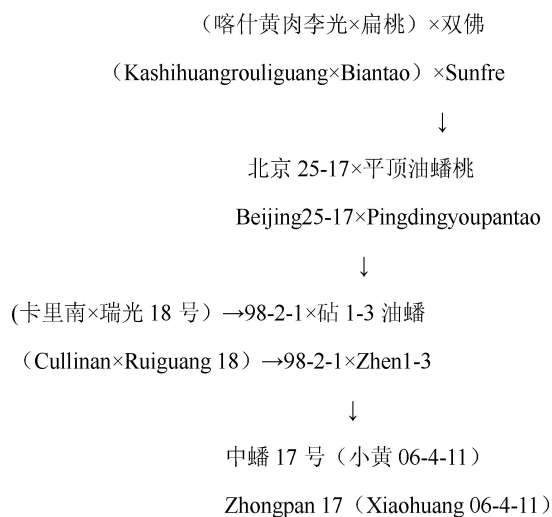 （喀什黄肉李光×扁桃）×双佛
（Kashihuangrouliguang×Biantao）×Sunfre
↓
北京 25-17×平顶油蟠桃
Beijing25-17×Pingdingyoupantao
↓
(卡里南×瑞光 18 号）→98-2-1×砧 1-3 油蟠
（Cullinan×Ruiguang 18）→98-2-1×Zhen1-3
↓
中蟠 17 号（小黄 06-4-11）
Zhongpan 17（Xiaohuang 06-4-11）